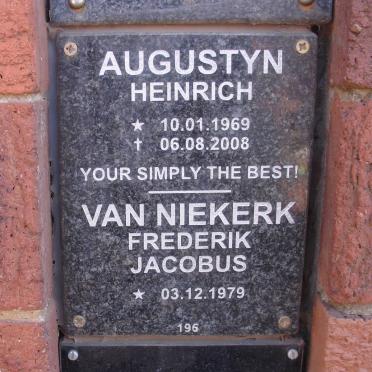 AUGUSTYN
HEINRICH
★ 10.01.1969
✝ 06.08.2008
YOUR SIMPLY THE BEST!
VAN NIEKERK
FREDERIK
JACOBUS
★ 03.12.1979
196